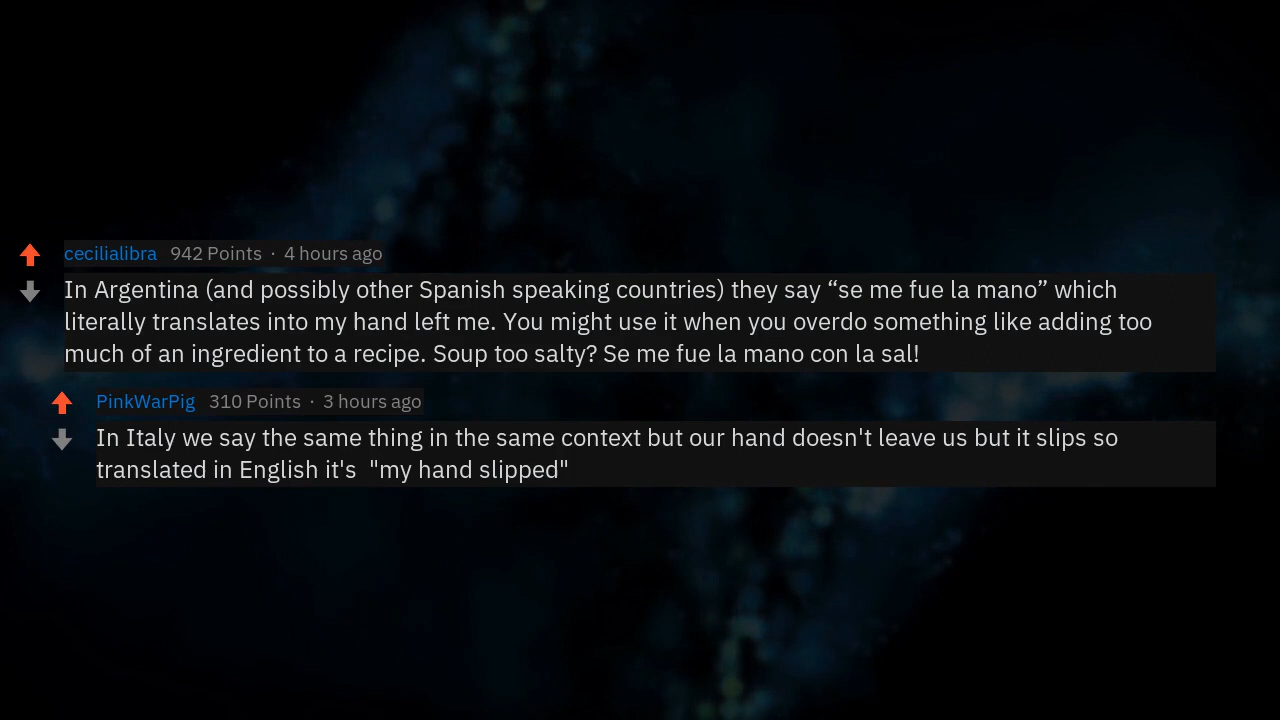 cecilialibra 942 Points · 4 hours ago
In Argentina (and possibly other Spanish speaking countries) they say “se me fue la mano” which
literally translates into my hand left me. You might use it when you overdo something like adding too
much of an ingredient to a recipe. Soup too salty? Se me fue la mano con la sal!
PinkWarPig 310 Points · 3 hours ago
In Italy we say the same thing in the same context but our hand doesn't leave us but it slips so
translated in English it's  "my hand slipped"